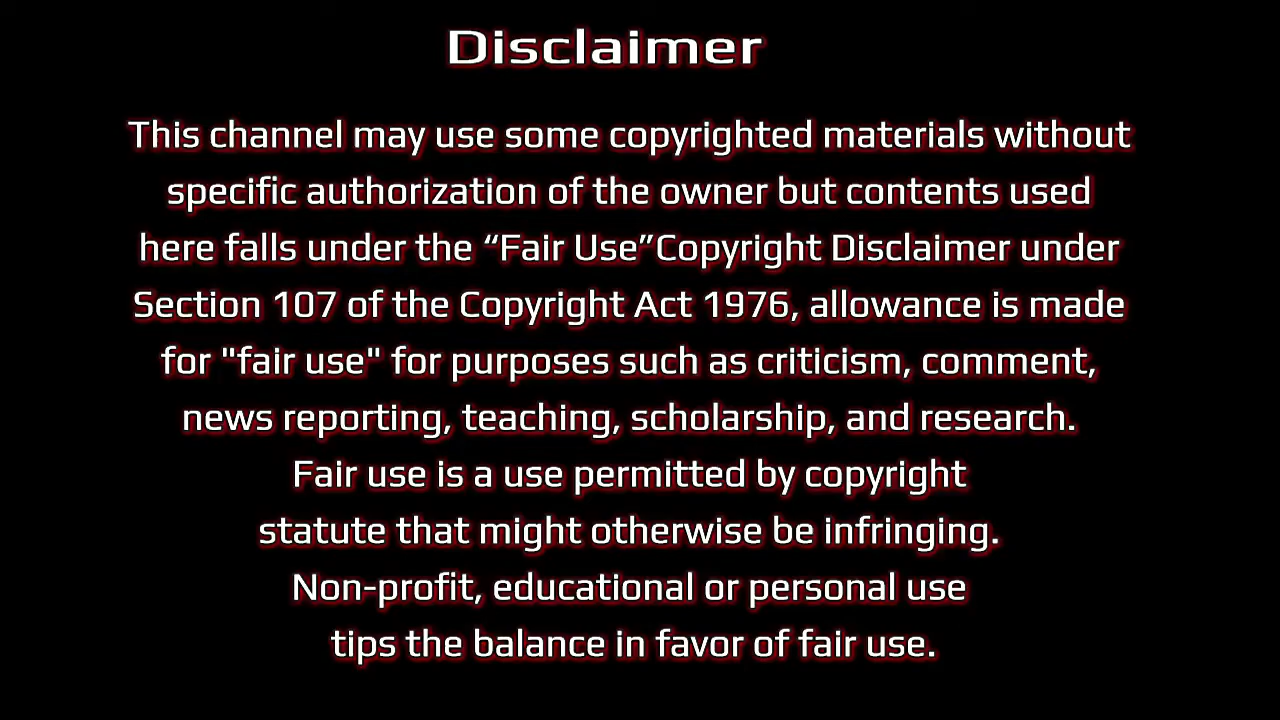 Disclaimer
This channel may use some copyrighted materials without
specific authorization of the owner but contents used
here falls under the “Fair Use”Copyright Disclaimer under
Section 107 of the Copyright Act 1976, allowance is made
for "fair use" for purposes such as criticism, comment,
news reporting, teaching, scholarship, and research.
Fair use is a use permitted by copyright
statute that might otherwise be infringing.
Non-profit, educational or personal use
tips the balance in favor of fair use.